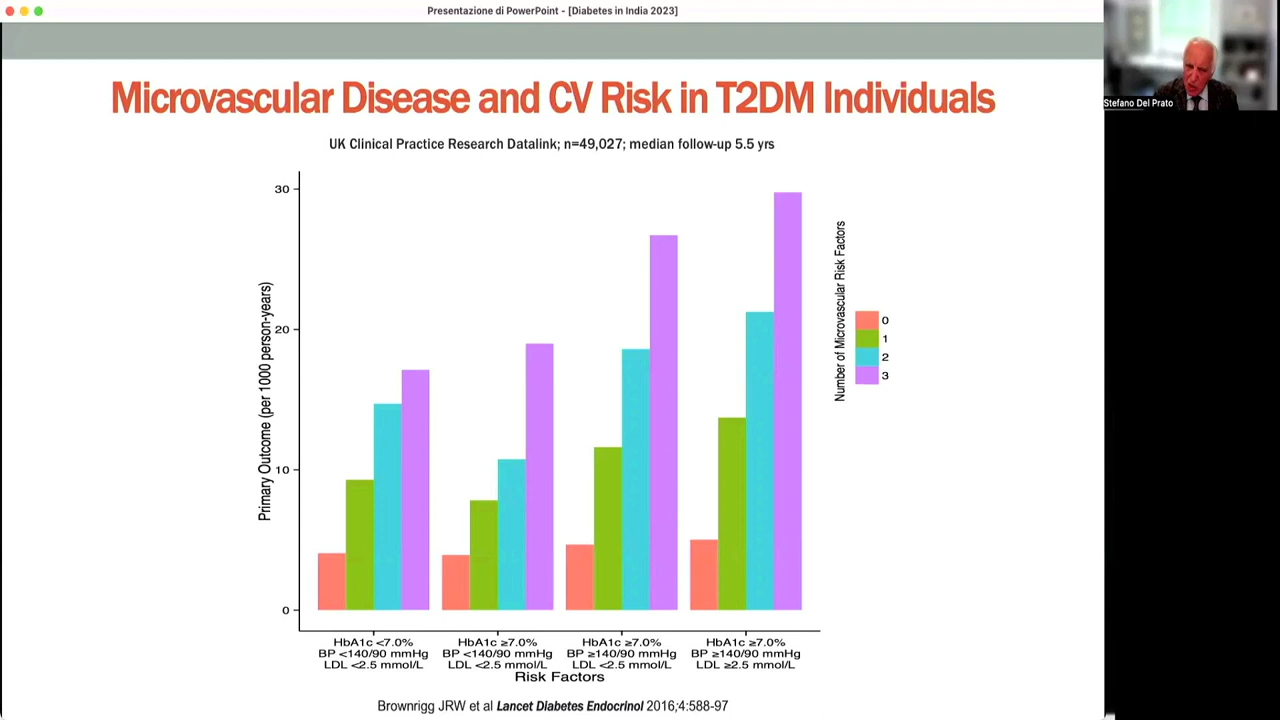 Presentazione di PowerPoint - [Diabetes in India 2023]
Stefano Del Prato
Microvascular Disease and CV Risk in T2DM Individuals
UK Clinical Practice Research Datalink; n=49,027; median follow-up 5.5 yrs
Primary Outcome (per 1000 person-years)
30
20
10
0
Number of Microvascular Risk Factors
0
1
2
3
HbA1c <7.0% HbA1c ≥7.0% HbA1c ≥7.0% HbA1c ≥7.0%
BP <140/90 mmHg BP <140/90 mmHg BP ≥140/90 mmHg BP ≥140/90 mmHg
LDL <2.5 mmol/L LDL <2.5 mmol/L LDL <2.5 mmol/L LDL ≥2.5 mmol/L
Risk Factors
Brownrigg JRW et al Lancet Diabetes Endocrinol 2016;4:588-97